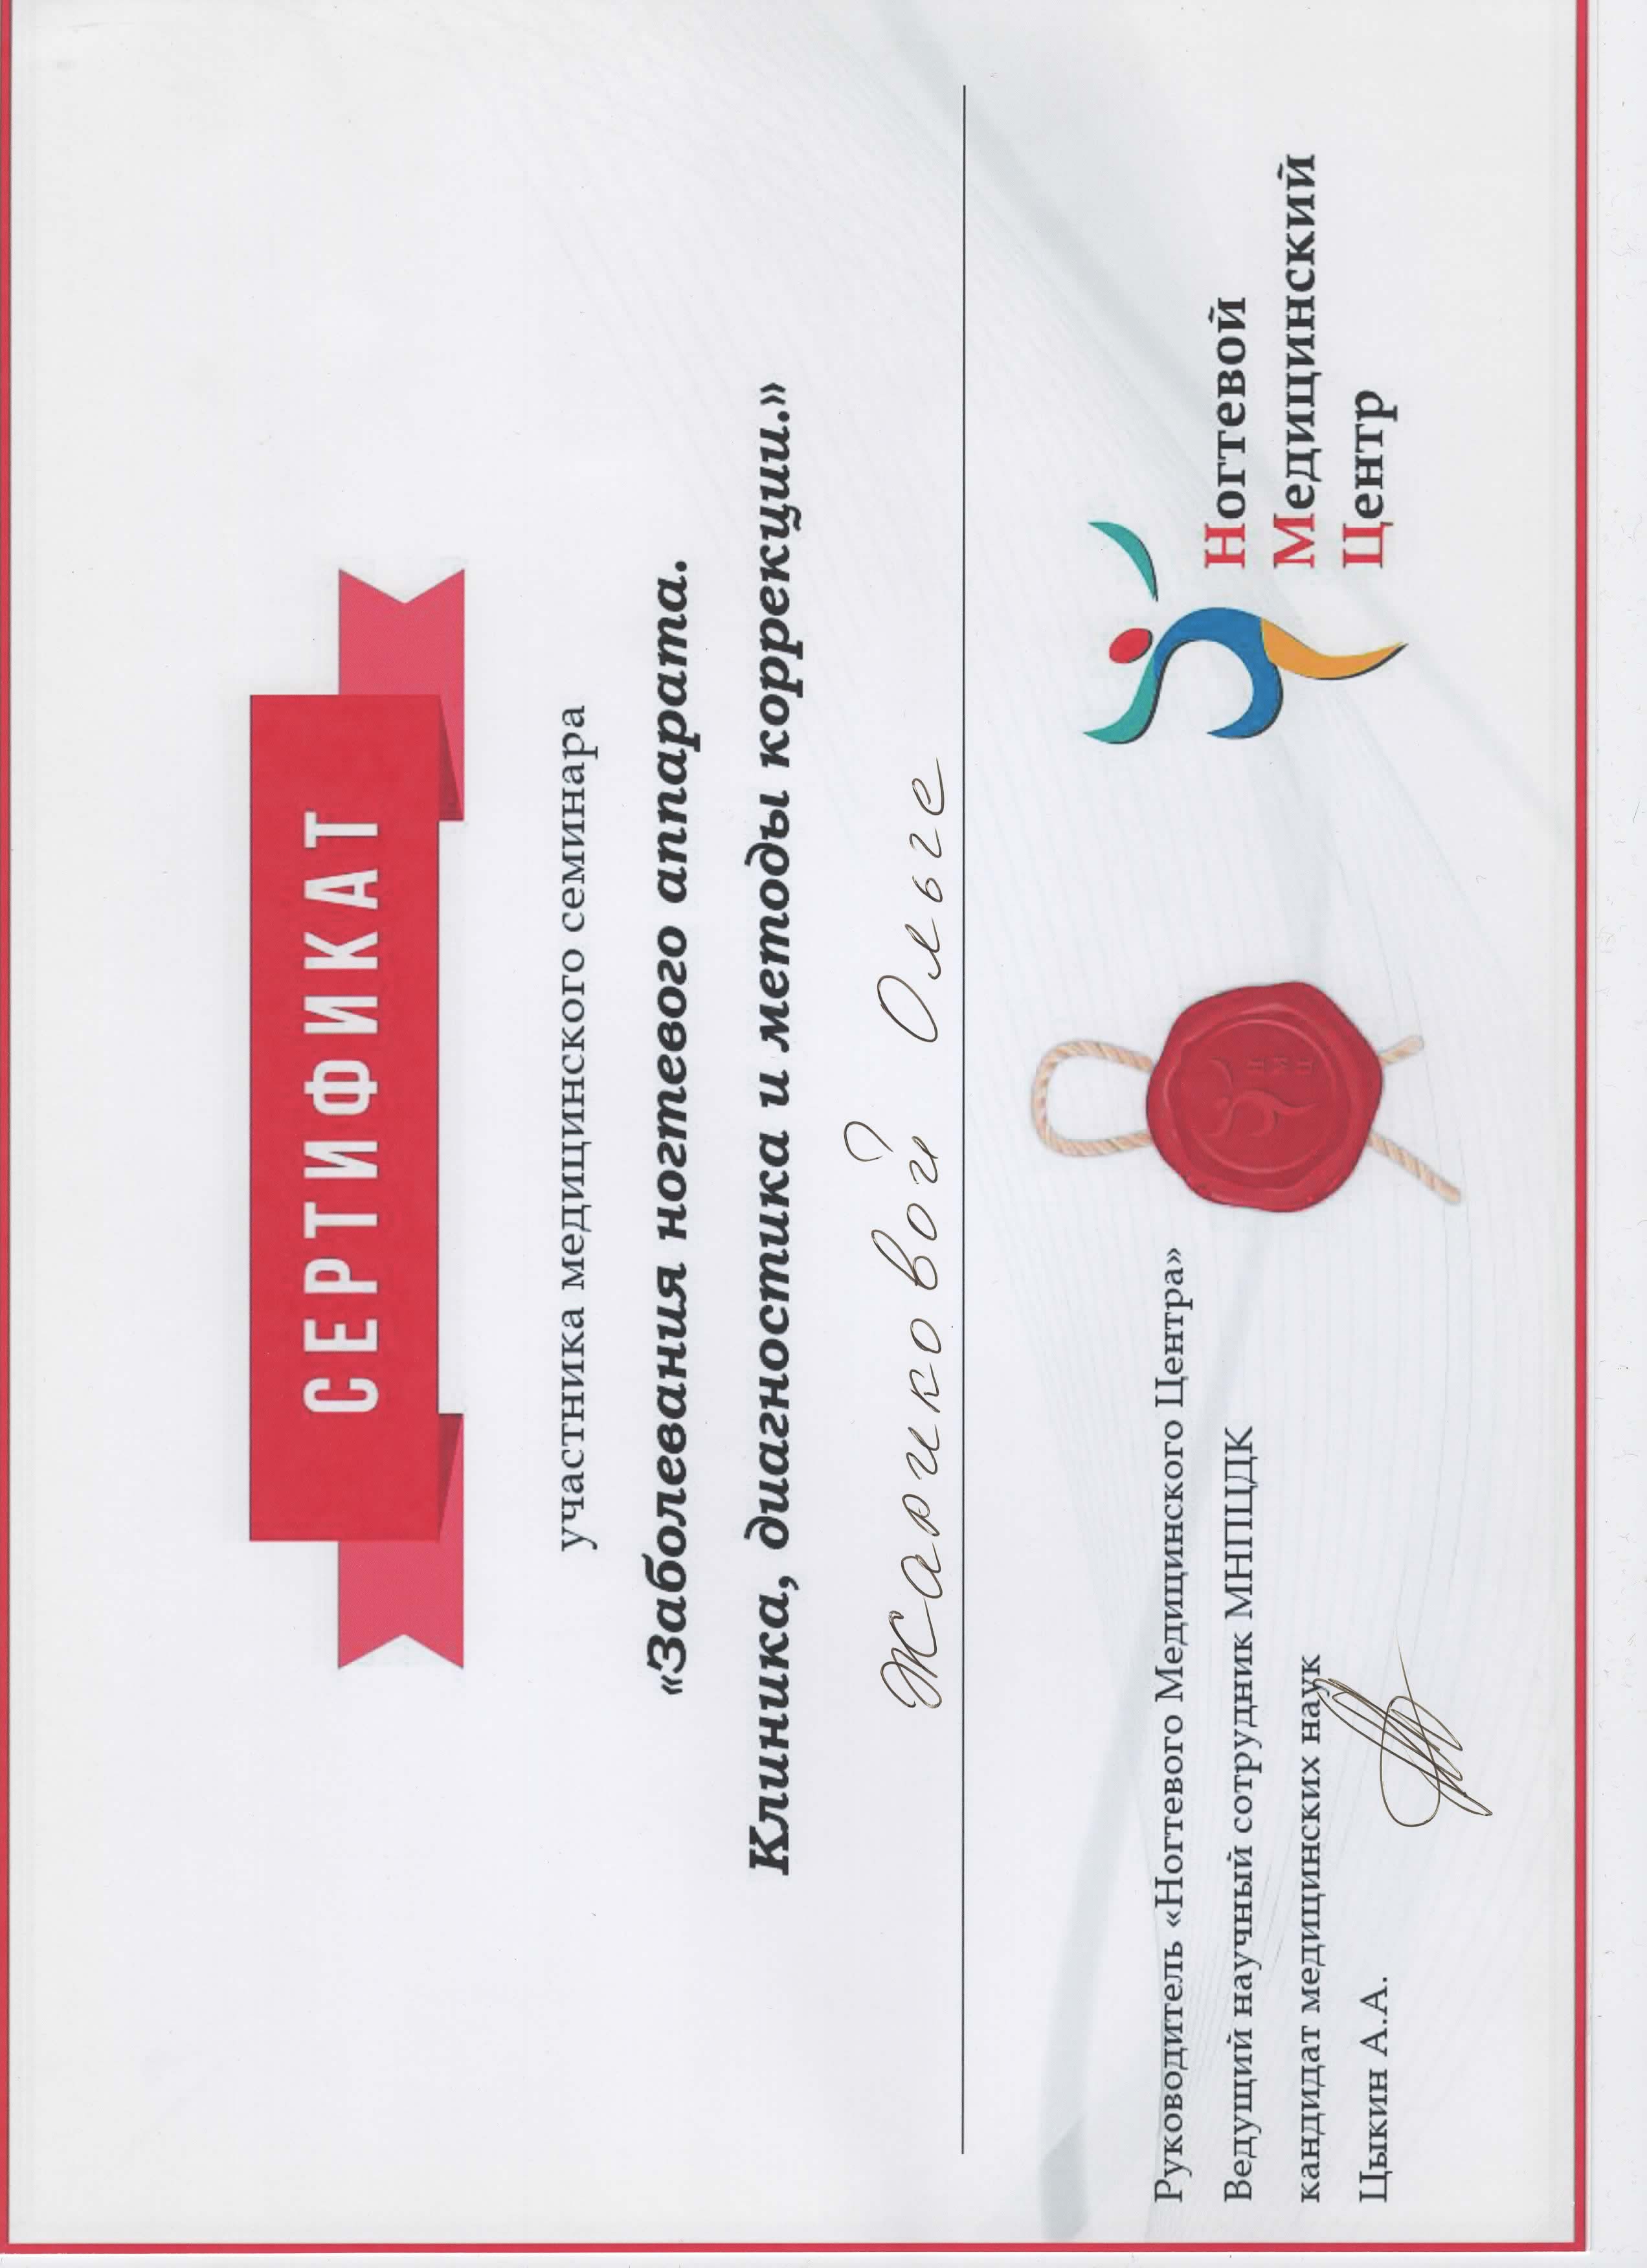 СЕРТИФИКАТ
участника медицинского семинара
«Заболевания ногтевого аппарата.
Клиника, диагностика и методы коррекции.»
Жариковой Ольге
Руководитель «Ногтевого Медицинского Центра»
Ведущий научный сотрудник МНПЦДК
кандидат медицинских наук
Цыкин А.А.
Ногтевой
Медицинский
Центр